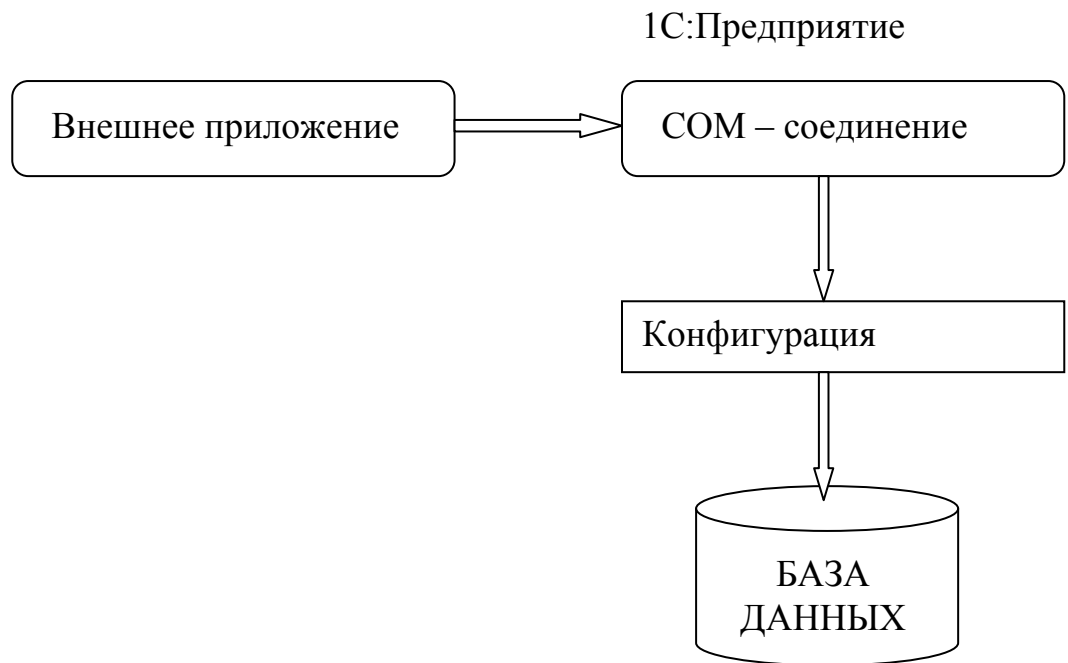 1С:Предприятие
Внешнее приложение
COM – соединение
Конфигурация
БАЗА
ДАННЫХ